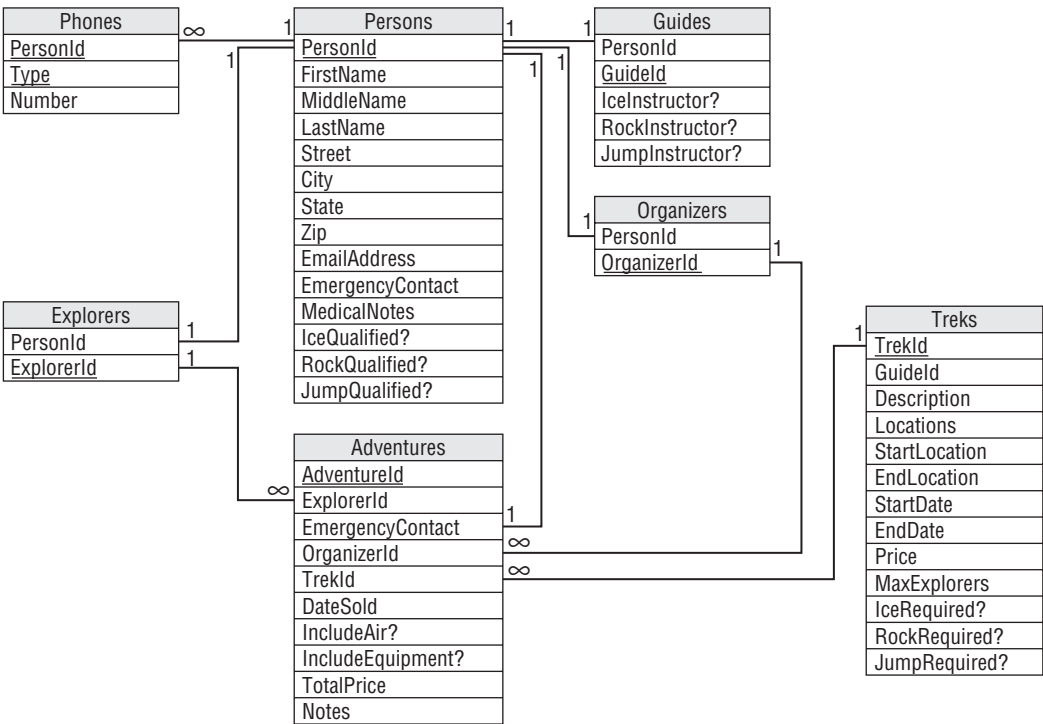 Phones
PersonId
Type
Number
∞
1
1
Persons
PersonId
FirstName
MiddleName
LastName
Street
City
State
Zip
EmailAddress
EmergencyContact
MedicalNotes
IceQualified?
RockQualified?
JumpQualified?
1
1
1
1
Guides
PersonId
GuideId
IceInstructor?
RockInstructor?
JumpInstructor?
1
Organizers
PersonId
OrganizerId
1
Explorers
PersonId
ExplorerId
1
1
∞
Adventures
AdventureId
ExplorerId
EmergencyContact
OrganizerId
TrekId
DateSold
IncludeAir?
IncludeEquipment?
TotalPrice
Notes
1
∞
∞
1
Treks
TrekId
GuideId
Description
Locations
StartLocation
EndLocation
StartDate
EndDate
Price
MaxExplorers
IceRequired?
RockRequired?
JumpRequired?